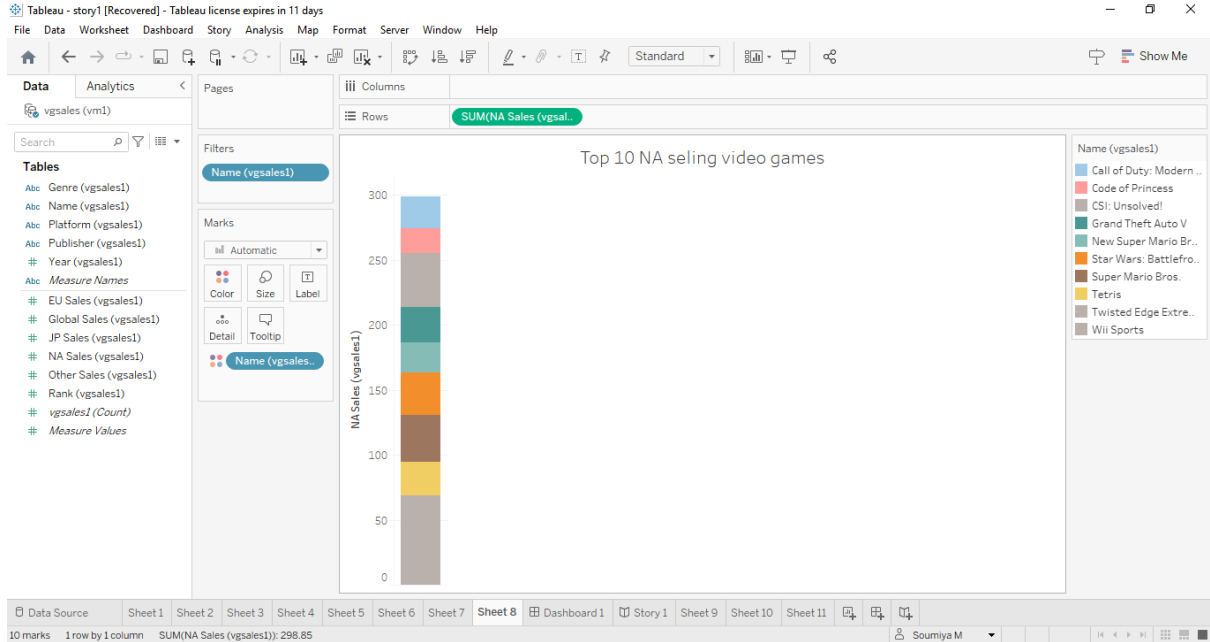 Tableau - story1 [Recovered] - Tableau license expires in 11 days
File Data Worksheet Dashboard Story Analysis Map Format Server Window Help
Standard
Show Me
Data Analytics
vgsales (vm1)
Search
Tables
Abc Genre (vgsales1)
Abc Name (vgsales1)
Abc Platform (vgsales1)
Abc Publisher (vgsales1)
# Year (vgsales1)
Abc Measure Names
# EU Sales (vgsales1)
# Global Sales (vgsales1)
# JP Sales (vgsales1)
# NA Sales (vgsales1)
# Other Sales (vgsales1)
# Rank (vgsales1)
# vgsales1 (Count)
# Measure Values
Pages
Filters
Name (vgsales1)
Marks
Automatic
Color Size Label
Detail Tooltip
Name (vgsales..
Columns
Rows SUM(NA Sales (vgsal..
Top 10 NA seling video games
NA Sales (vgsales1)
300
250
200
150
100
50
0
Name (vgsales1)
Call of Duty: Modern ..
Code of Princess
CSI: Unsolved!
Grand Theft Auto V
New Super Mario Br..
Star Wars: Battlefro..
Super Mario Bros.
Tetris
Twisted Edge Extre..
Wii Sports
Data Source Sheet 1 Sheet 2 Sheet 3 Sheet 4 Sheet 5 Sheet 6 Sheet 7 Sheet 8 Dashboard 1 Story 1 Sheet 9 Sheet 10 Sheet 11
10 marks 1 row by 1 column SUM(NA Sales (vgsales1)): 298.85 Soumiya M